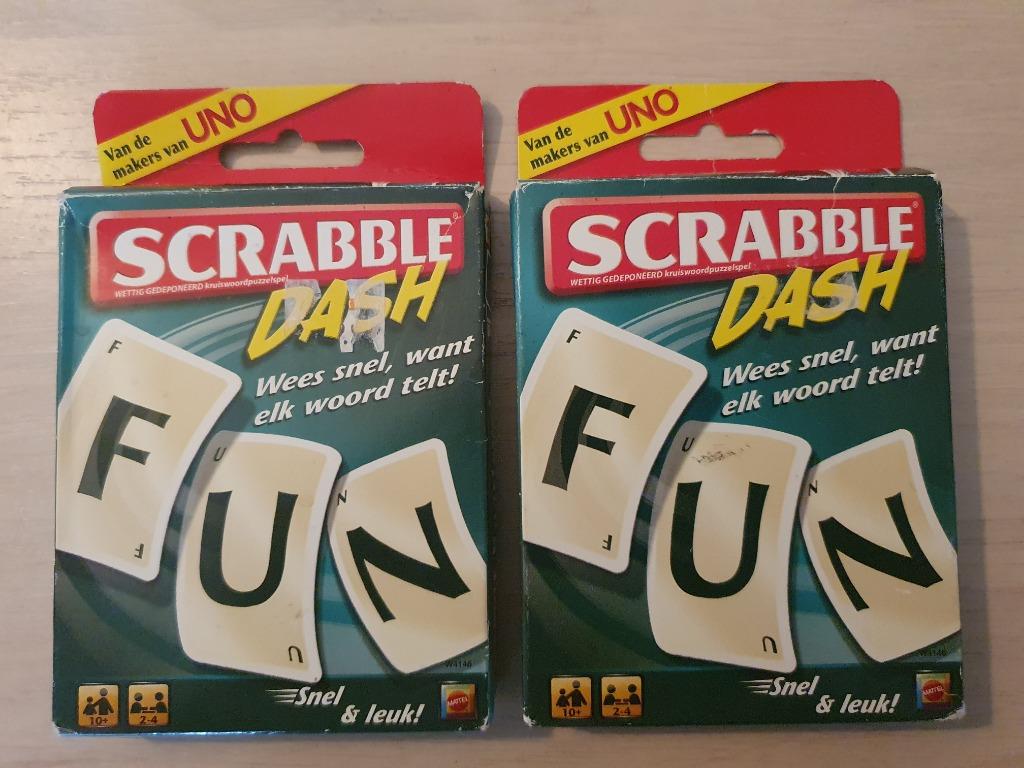 Van de
makers van UNO
SCRABBLE®
WETTIG GEDEPONEERD kruiswoordpuzzelspel
DASH
Wees snel, want
elk woord telt!
F
F
F
U
U
U
N
N
W4146
10+
2-4
Snel
& leuk!
MATTEL
Van de
makers van UNO
SCRABBLE®
WETTIG GEDEPONEERD kruiswoordpuzzelspel
DASH
Wees snel, want
elk woord telt!
F
F
F
U
U
U
N
N
W4146
10+
2-4
Snel
& leuk!
MATTEL